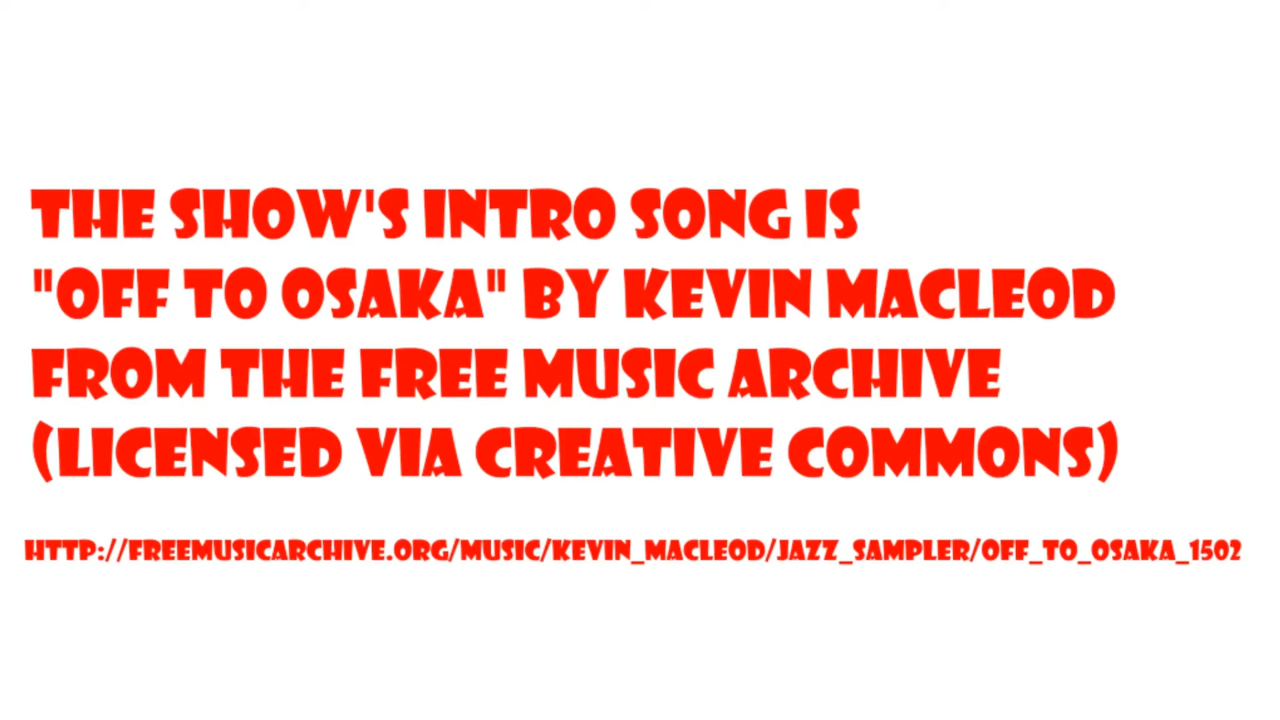 THE SHOW'S INTRO SONG IS
"OFF TO OSAKA" BY KEVIN MACLEOD
FROM THE FREE MUSIC ARCHIVE
(LICENSED VIA CREATIVE COMMONS)
HTTP://FREEMUSICARCHIVE.ORG/MUSIC/KEVIN_MACLEOD/JAZZ_SAMPLER/OFF_TO_OSAKA_1502